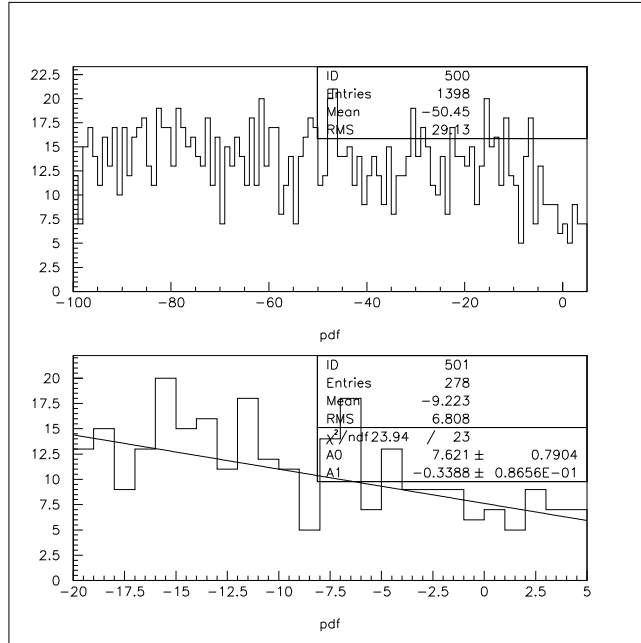 ID 500
Entries 1398
Mean −50.45
RMS 29.13
22.5
20
17.5
15
12.5
10
7.5
5
2.5
0
−100 −80 −60 −40 −20 0
pdf
ID 501
Entries 278
Mean −9.223
RMS 6.808
χ²/ndf 23.94 / 23
A0 7.621 ± 0.7904
A1 −0.3388 ± 0.8656E−01
22.5
20
17.5
15
12.5
10
7.5
5
2.5
0
−20 −17.5 −15 −12.5 −10 −7.5 −5 −2.5 0 2.5 5
pdf